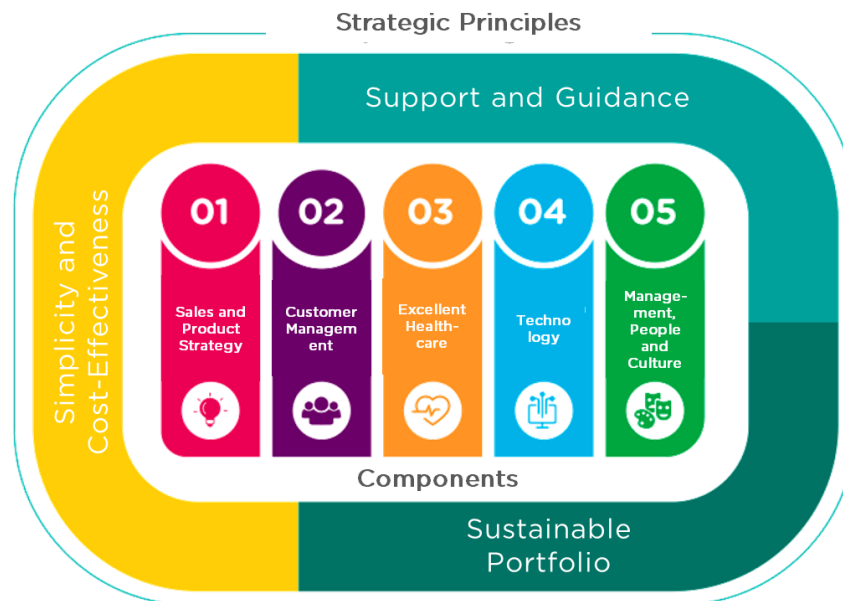 Strategic Principles
Support and Guidance
Simplicity and
Cost-Effectiveness
01
02
03
04
05
Sales and
Product
Strategy
Customer
Managem
ent
Excellent
Health-
care
Techno
logy
Manage-
ment,
People
and
Culture
Components
Sustainable
Portfolio